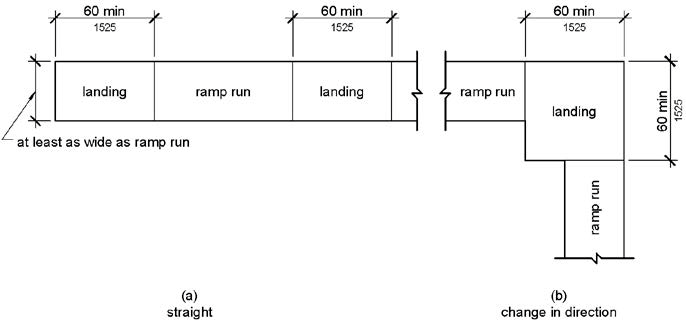 60 min
1525
60 min
1525
60 min
1525
landing
ramp run
landing
ramp run
landing
60 min
1525
at least as wide as ramp run
ramp run
(a)
straight
(b)
change in direction